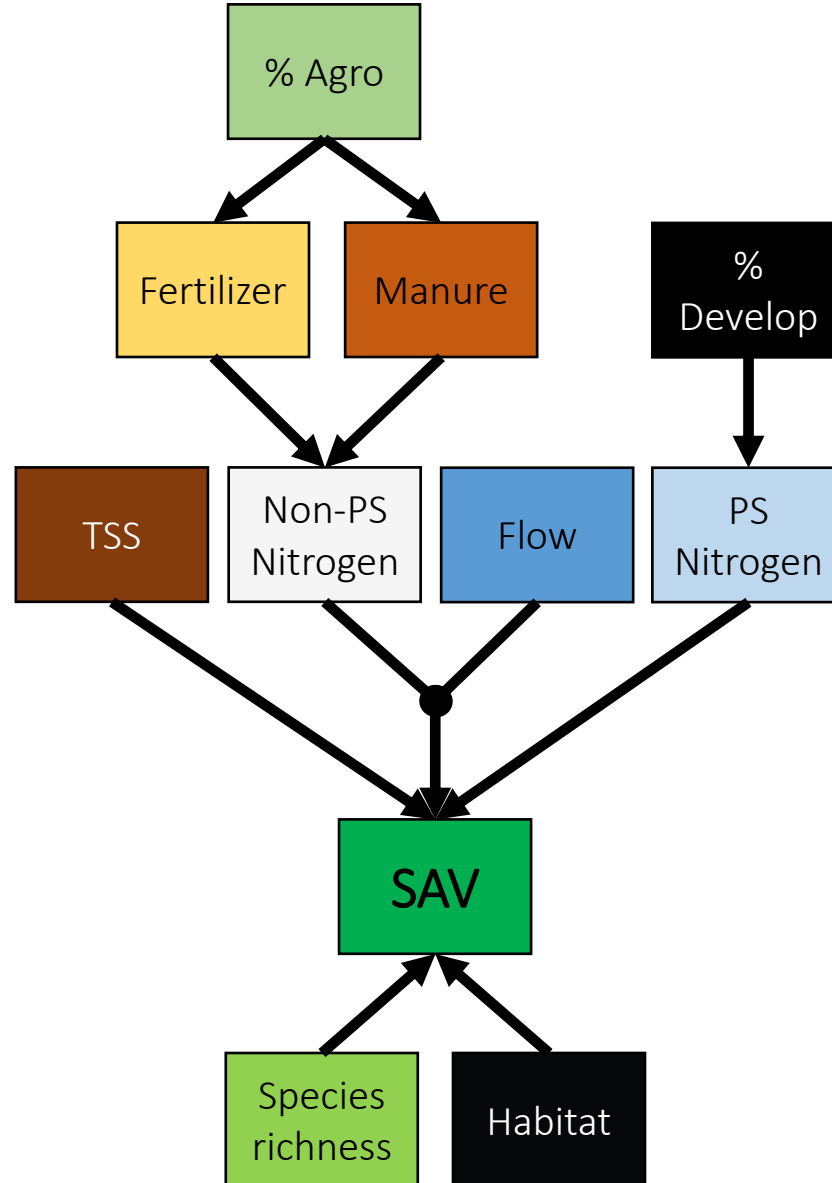 % Agro
Fertilizer
Manure
%
Develop
TSS
Non-PS
Nitrogen
Flow
PS
Nitrogen
SAV
Species
richness
Habitat